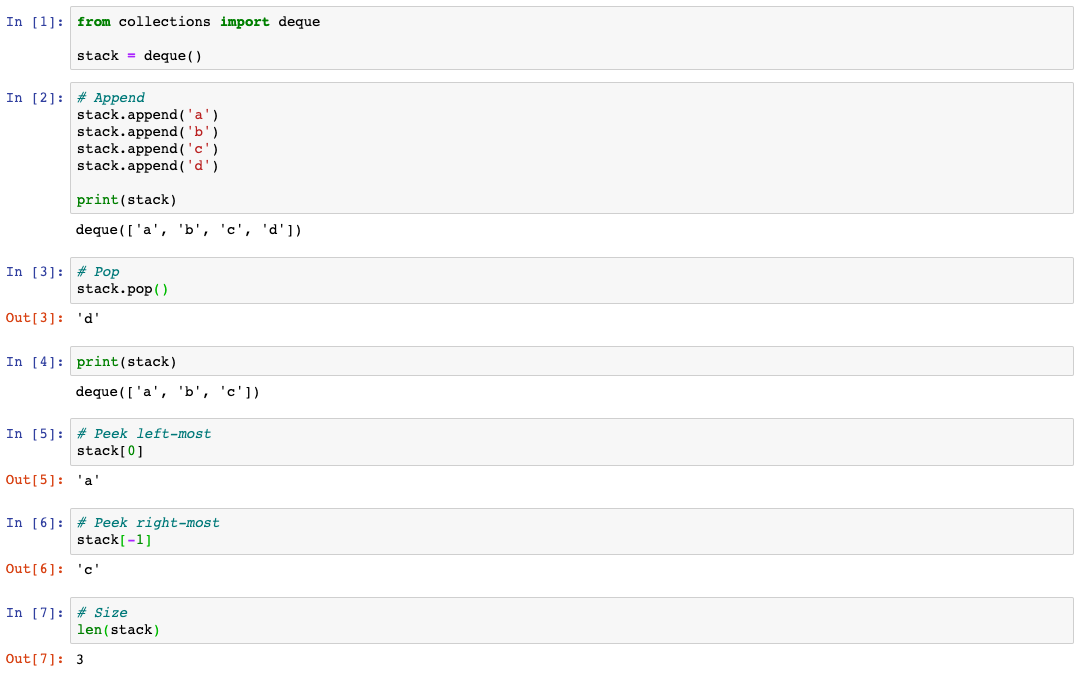 In [1]: from collections import deque
stack = deque()
In [2]: # Append
stack.append('a')
stack.append('b')
stack.append('c')
stack.append('d')
print(stack)
deque(['a', 'b', 'c', 'd'])
In [3]: # Pop
stack.pop()
Out[3]: 'd'
In [4]: print(stack)
deque(['a', 'b', 'c'])
In [5]: # Peek left-most
stack[0]
Out[5]: 'a'
In [6]: # Peek right-most
stack[-1]
Out[6]: 'c'
In [7]: # Size
len(stack)
Out[7]: 3